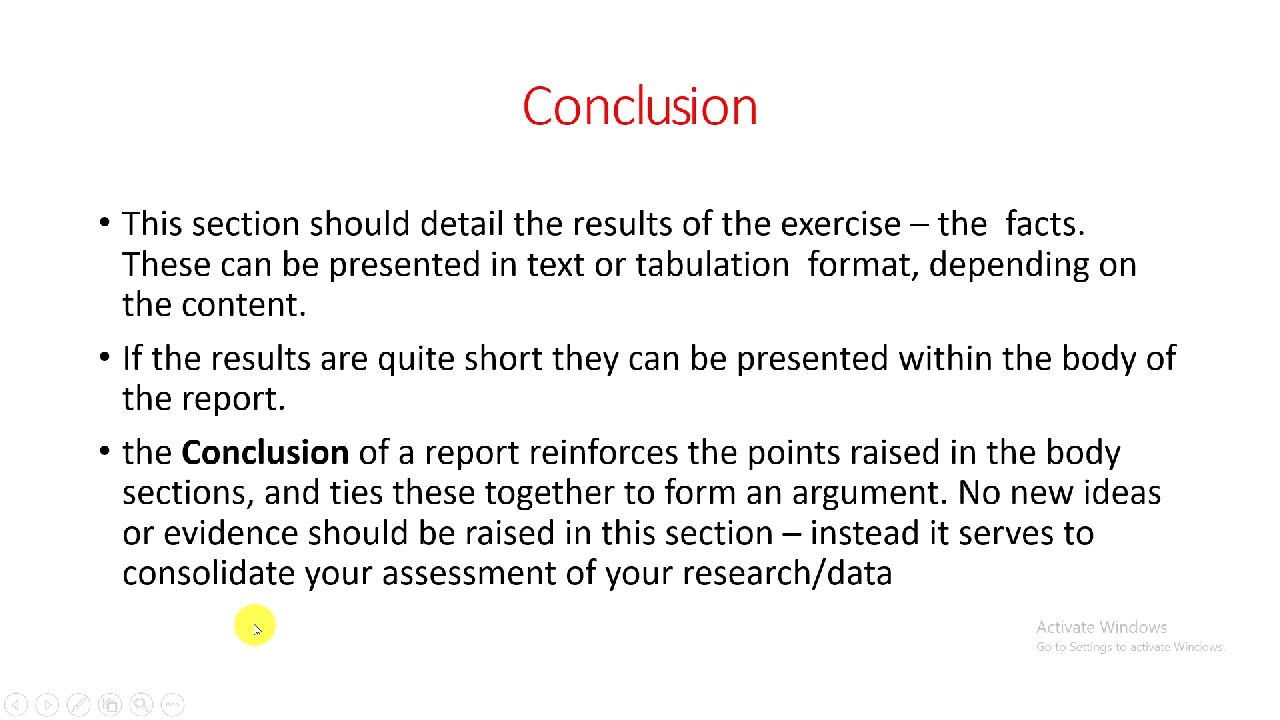 Conclusion
• This section should detail the results of the exercise – the  facts.
These can be presented in text or tabulation  format, depending on
the content.
• If the results are quite short they can be presented within the body of
the report.
• the Conclusion of a report reinforces the points raised in the body
sections, and ties these together to form an argument. No new ideas
or evidence should be raised in this section – instead it serves to
consolidate your assessment of your research/data
Activate Windows
Go to Settings to activate Windows.